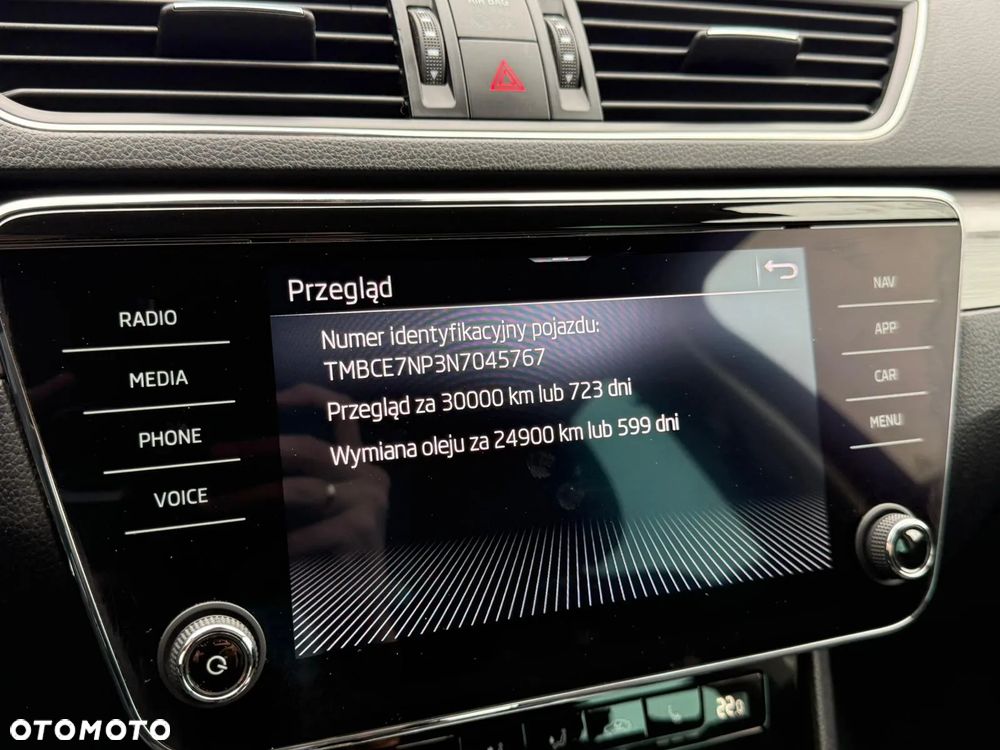 AIR BAG
Przegląd
RADIO
MEDIA
PHONE
VOICE
Numer identyfikacyjny pojazdu:
TMBCE7NP3N7045767
Przegląd za 30000 km lub 723 dni
Wymiana oleju za 24900 km lub 599 dni
NAV
APP
CAR
MENU
22.0
OTOMOTO